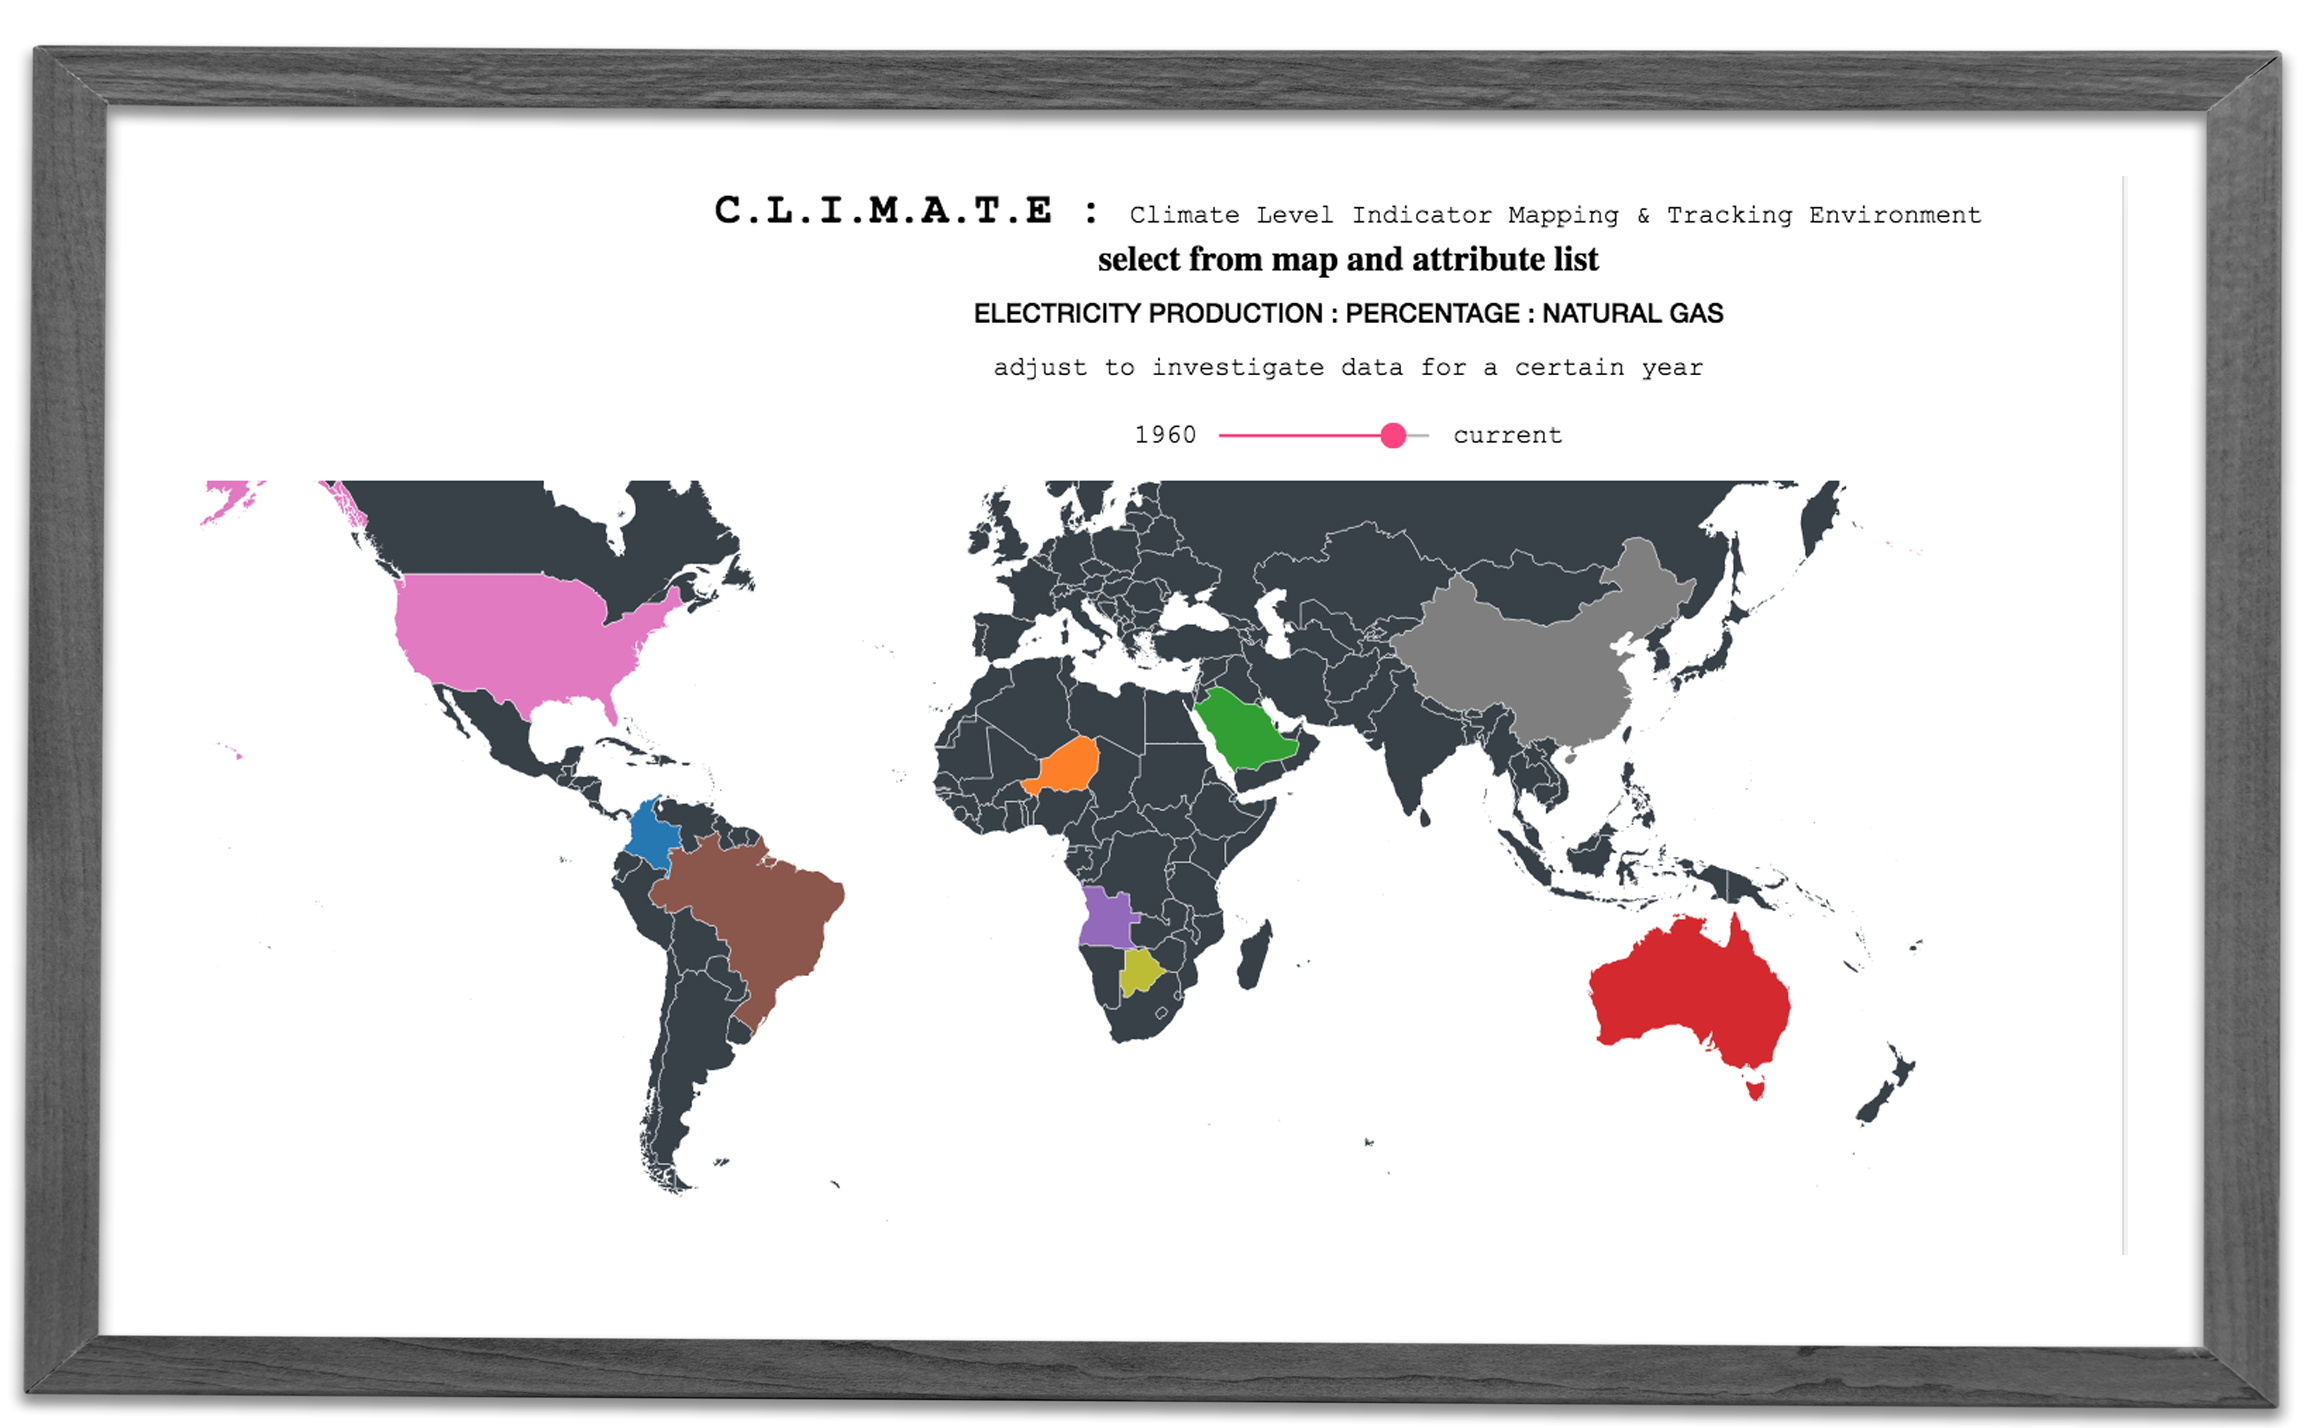 C.L.I.M.A.T.E : Climate Level Indicator Mapping & Tracking Environment
select from map and attribute list
ELECTRICITY PRODUCTION : PERCENTAGE : NATURAL GAS
adjust to investigate data for a certain year
1960 current